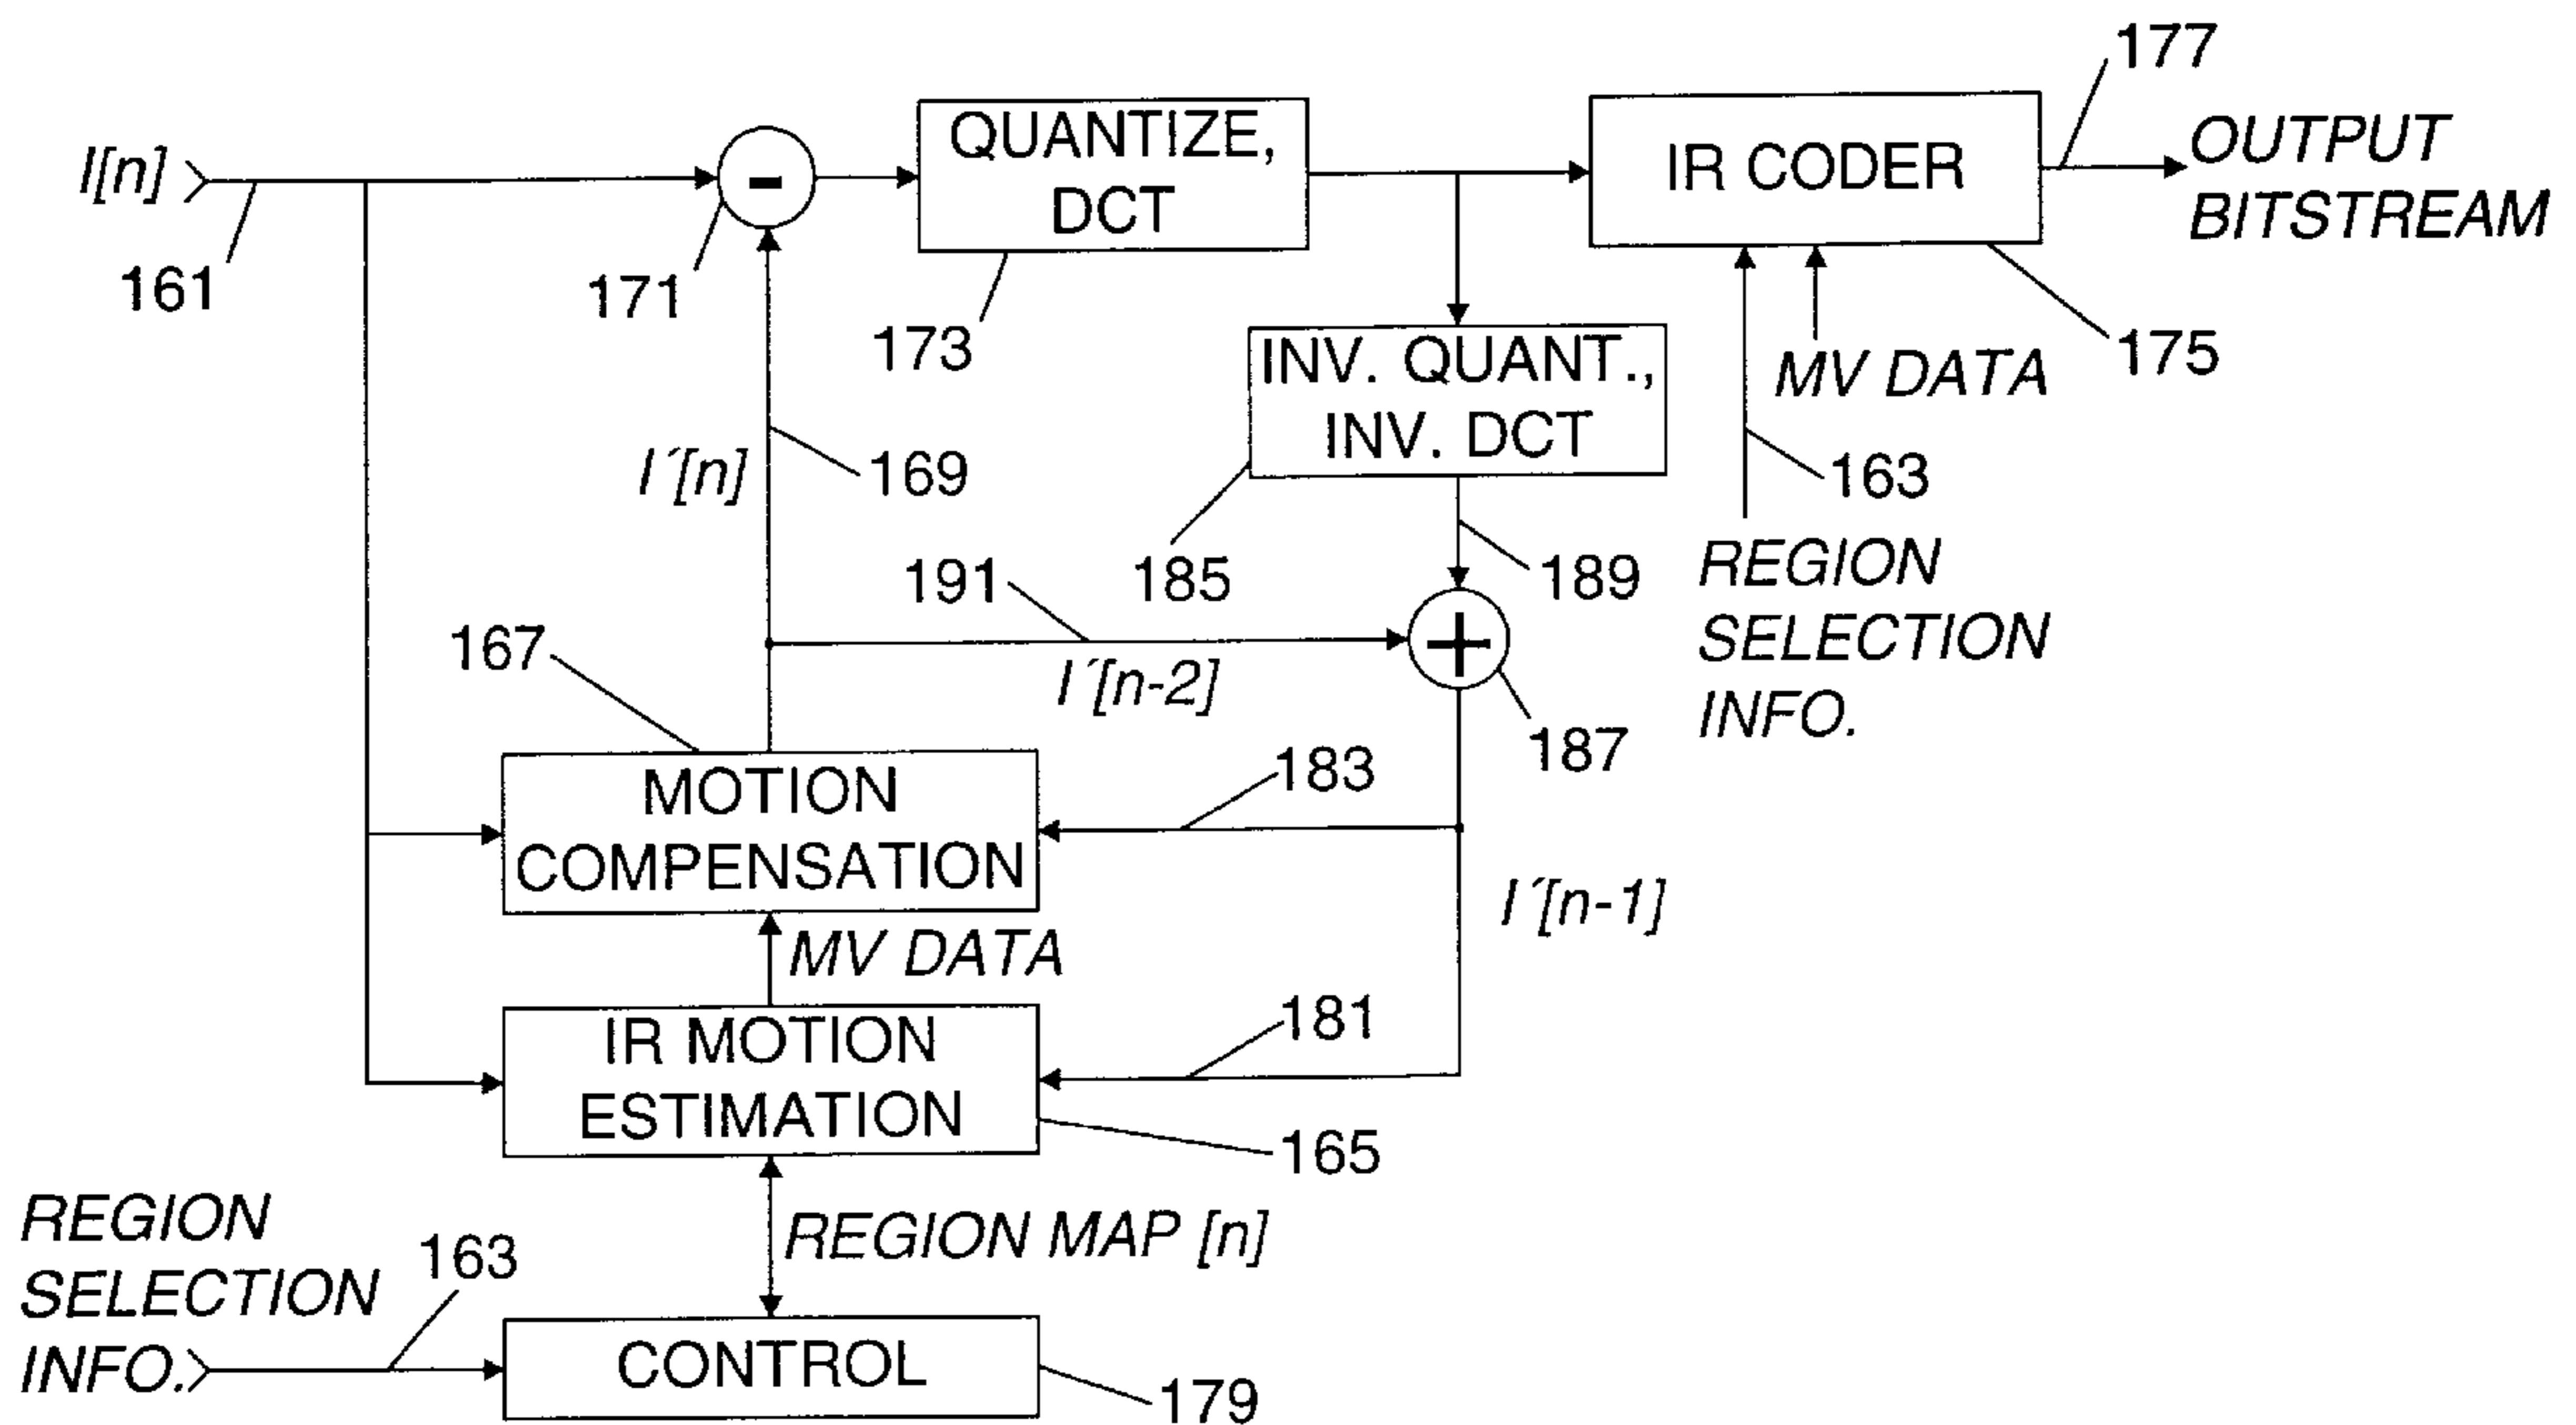 177
I[n]
QUANTIZE,
DCT
IR CODER
OUTPUT
BITSTREAM
161
171
173
INV. QUANT.,
INV. DCT
MV DATA
175
I´[n]
169
163
191
185
189
REGION
SELECTION
INFO.
167
I´[n-2]
187
MOTION
COMPENSATION
183
I´[n-1]
MV DATA
IR MOTION
ESTIMATION
181
165
REGION
SELECTION
INFO.
163
REGION MAP [n]
CONTROL
179